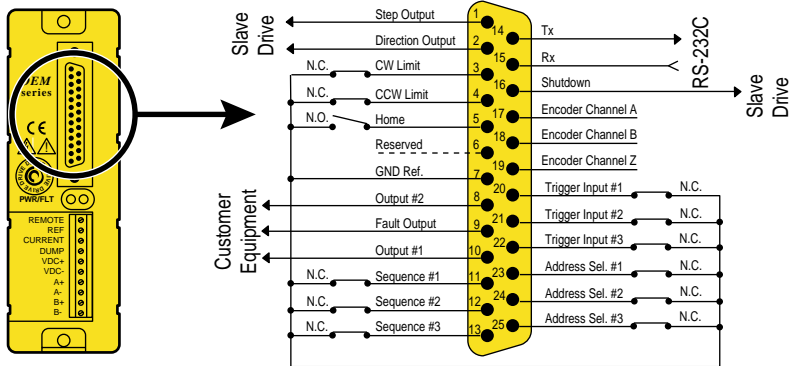 OEM
series
CE
DRIVE DRIVE DRIVE
PWR/FLT
REMOTE
REF
CURRENT
DUMP
VDC+
VDC-
A+
A-
B+
B-
Slave
Drive
Step Output 1
Direction Output 2
N.C. CW Limit 3
N.C. CCW Limit 4
N.O. Home 5
Reserved 6
GND Ref. 7
Customer
Equipment
Output #2 8
Fault Output 9
Output #1 10
N.C. Sequence #1 11
N.C. Sequence #2 12
N.C. Sequence #3 13
14 Tx
15 Rx
RS-232C
16 Shutdown
Slave
Drive
17 Encoder Channel A
18 Encoder Channel B
19 Encoder Channel Z
20 Trigger Input #1 N.C.
21 Trigger Input #2 N.C.
22 Trigger Input #3 N.C.
23 Address Sel. #1 N.C.
24 Address Sel. #2 N.C.
25 Address Sel. #3 N.C.